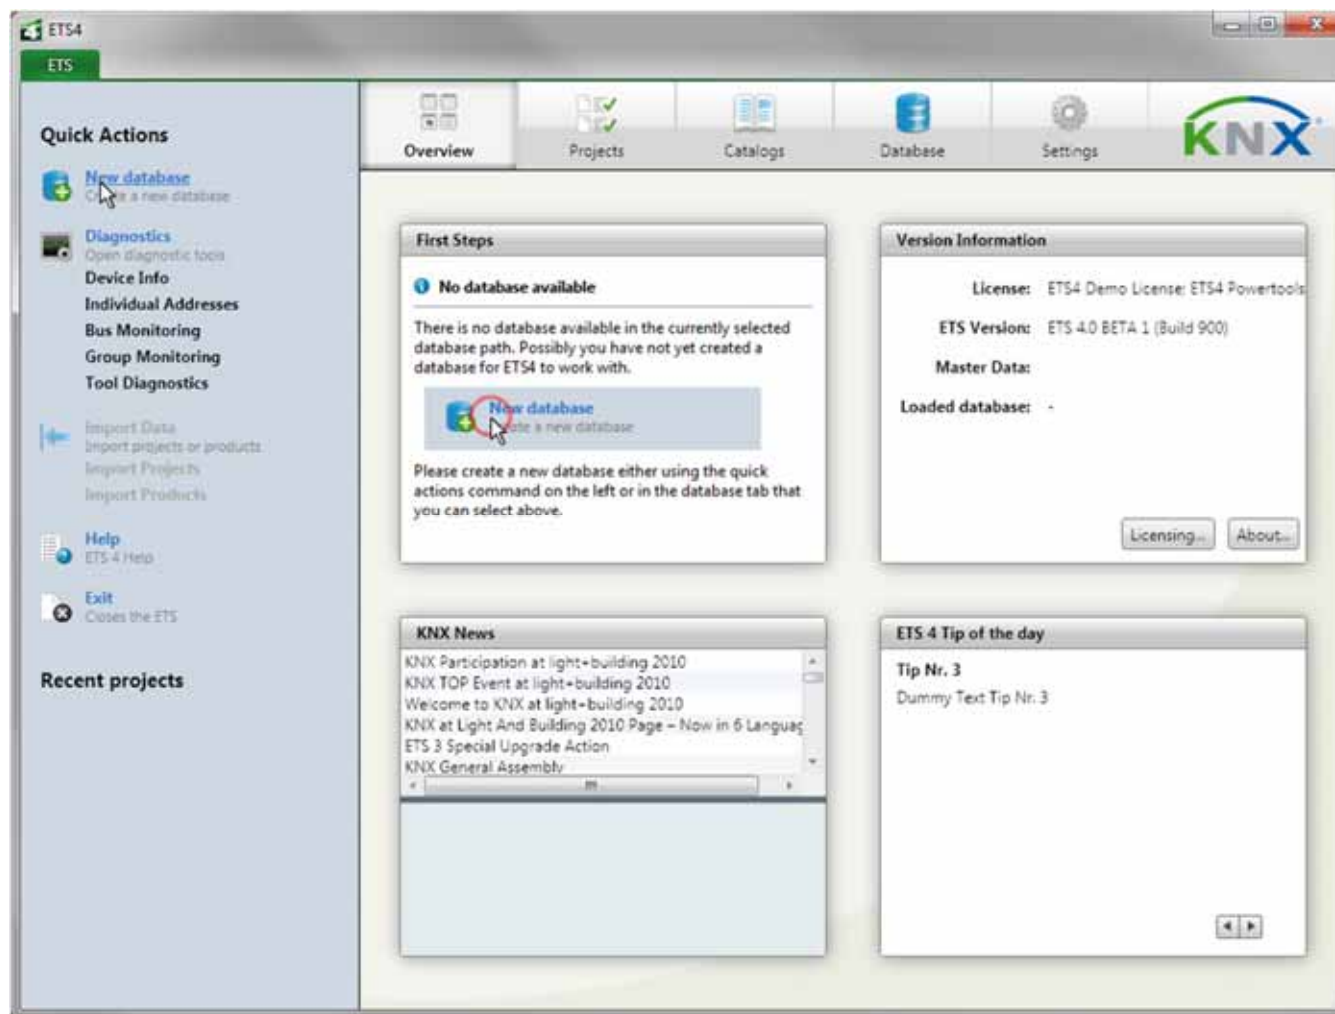 ETS4
ETS
Quick Actions
New database
Create a new database
Diagnostics
Open diagnostic tools
Device Info
Individual Addresses
Bus Monitoring
Group Monitoring
Tool Diagnostics
Import Data
Import projects or products
Import Projects
Import Products
Help
ETS 4 Help
Exit
Closes the ETS
Recent projects
Overview
Projects
Catalogs
Database
Settings
KNX
First Steps
No database available
There is no database available in the currently selected
database path. Possibly you have not yet created a
database for ETS4 to work with.
New database
Create a new database
Please create a new database either using the quick
actions command on the left or in the database tab that
you can select above.
Version Information
License: ETS4 Demo License; ETS4 Powertools
ETS Version: ETS 4.0 BETA 1 (Build 900)
Master Data:
Loaded database: -
Licensing...
About...
KNX News
KNX Participation at light+building 2010
KNX TOP Event at light+building 2010
Welcome to KNX at light+building 2010
KNX at Light And Building 2010 Page – Now in 6 Languag
ETS 3 Special Upgrade Action
KNX General Assembly
ETS 4 Tip of the day
Tip Nr. 3
Dummy Text Tip Nr. 3